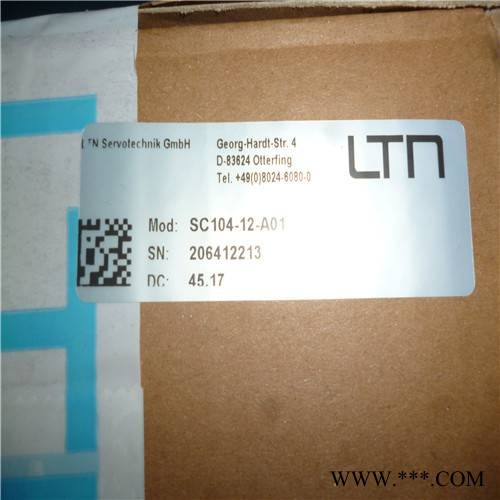 LTN Servotechnik GmbH
Georg-Hardt-Str. 4
D-83624 Otterfing
Tel. +49(0)8024-6080-0
LTN
Mod: SC104-12-A01
SN: 206412213
DC: 45.17
www.***.com